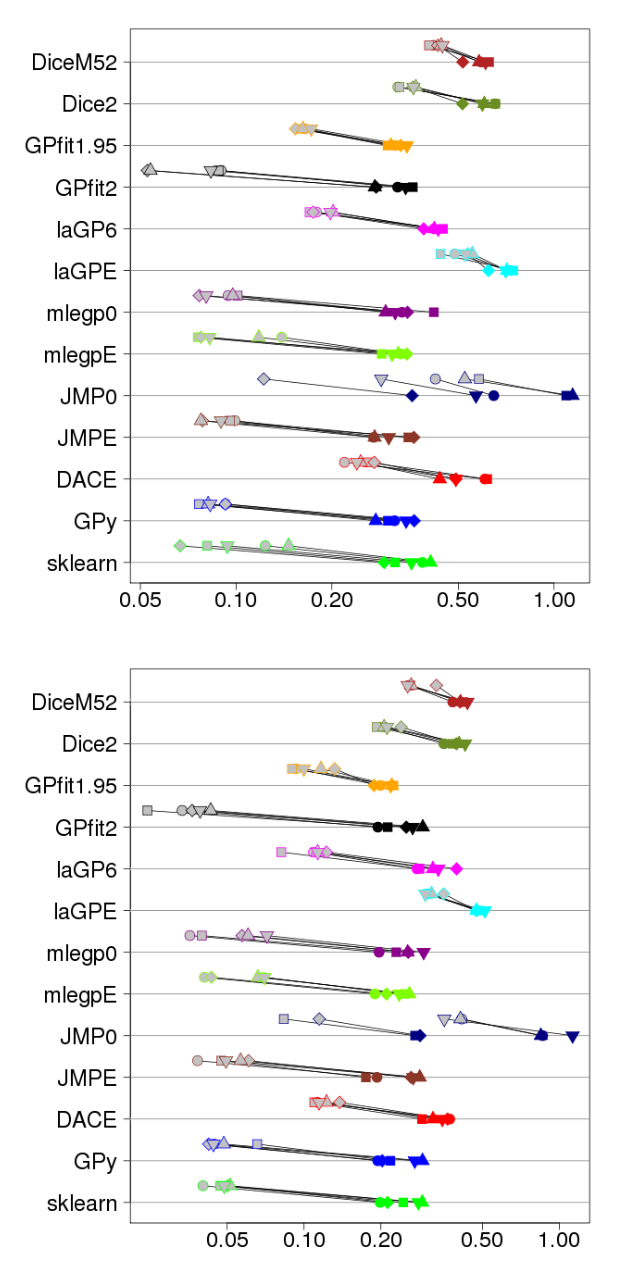 DiceM52
Dice2
GPfit1.95
GPfit2
laGP6
laGPE
mlegp0
mlegpE
JMP0
JMPE
DACE
GPy
sklearn
0.05 0.10 0.20 0.50 1.00
DiceM52
Dice2
GPfit1.95
GPfit2
laGP6
laGPE
mlegp0
mlegpE
JMP0
JMPE
DACE
GPy
sklearn
0.05 0.10 0.20 0.50 1.00